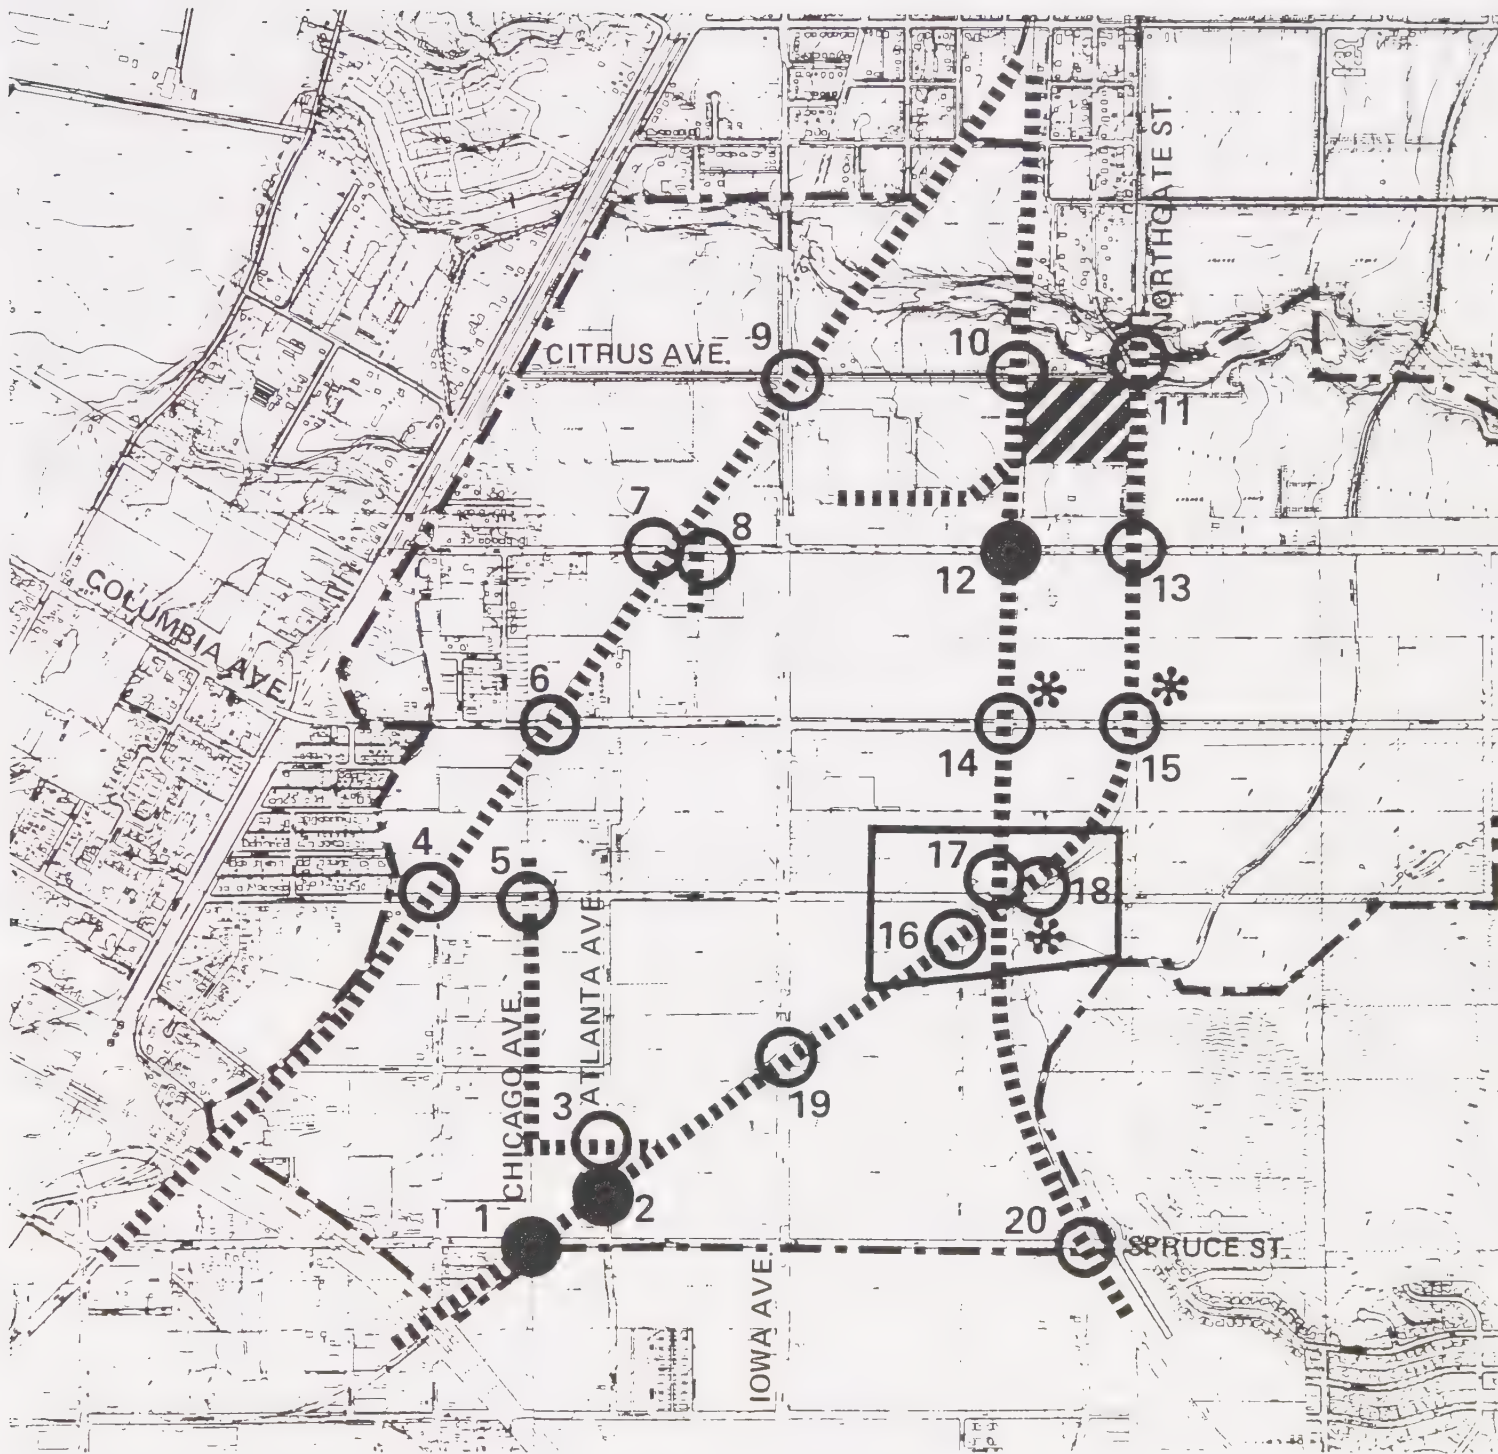 NORTHGATE ST.
CITRUS AVE.
9
10
11
7
8
12
13
COLUMBIA AVE.
6
14
15
4
5
17
18
16
CHICAGO AVE.
ATLANTA AVE.
19
3
2
1
20
SPRUCE ST.
IOWA AVE.